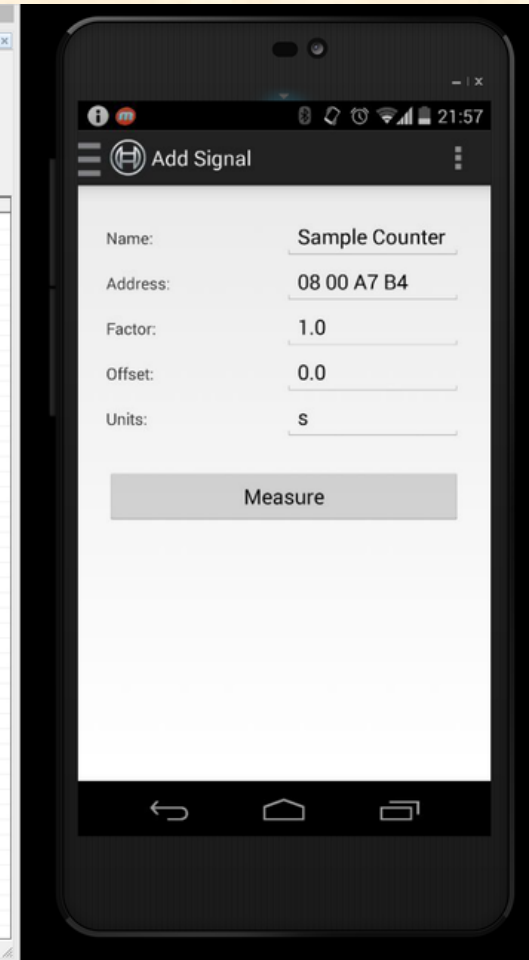 21:57
Add Signal
Name: Sample Counter
Address: 08 00 A7 B4
Factor: 1.0
Offset: 0.0
Units: s
Measure